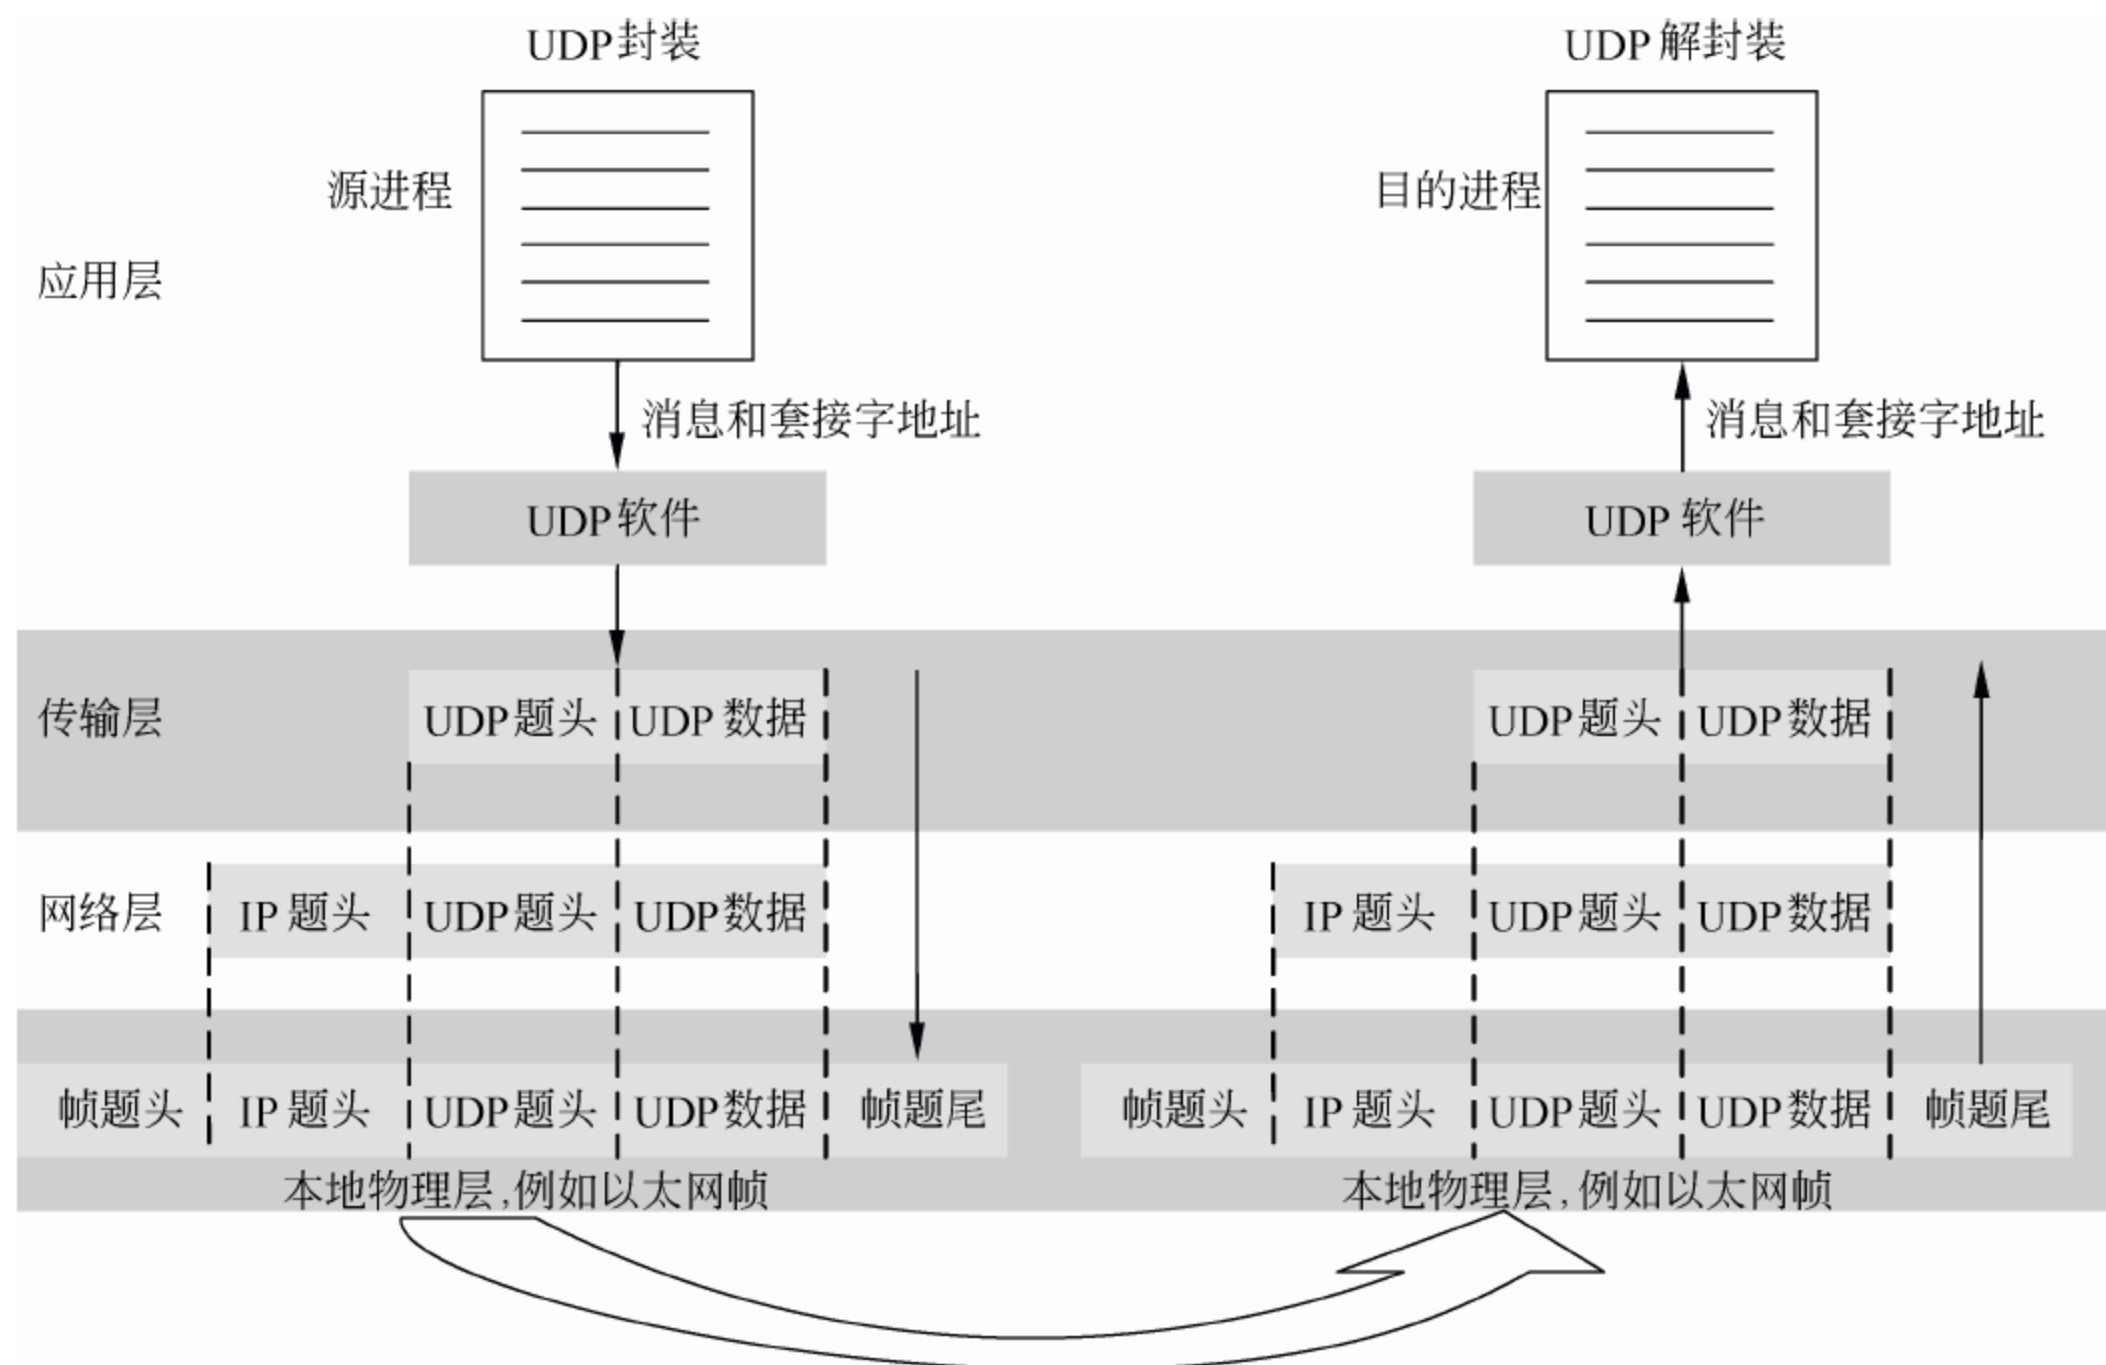 UDP封装
UDP 解封装
源进程
目的进程
应用层
消息和套接字地址
消息和套接字地址
UDP软件
UDP 软件
传输层
UDP题头 UDP 数据
UDP题头 UDP数据
网络层
IP 题头 UDP题头 UDP数据
IP 题头 UDP题头 UDP数据
帧题头 IP 题头 UDP题头 UDP数据 帧题尾
帧题头 IP 题头 UDP题头 UDP数据 帧题尾
本地物理层,例如以太网帧
本地物理层,例如以太网帧